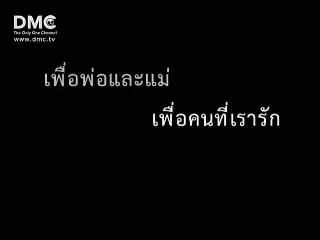 DMC
The Only One Channel
www.dmc.tv
เพื่อพ่อและแม่
เพื่อคนที่เรารัก